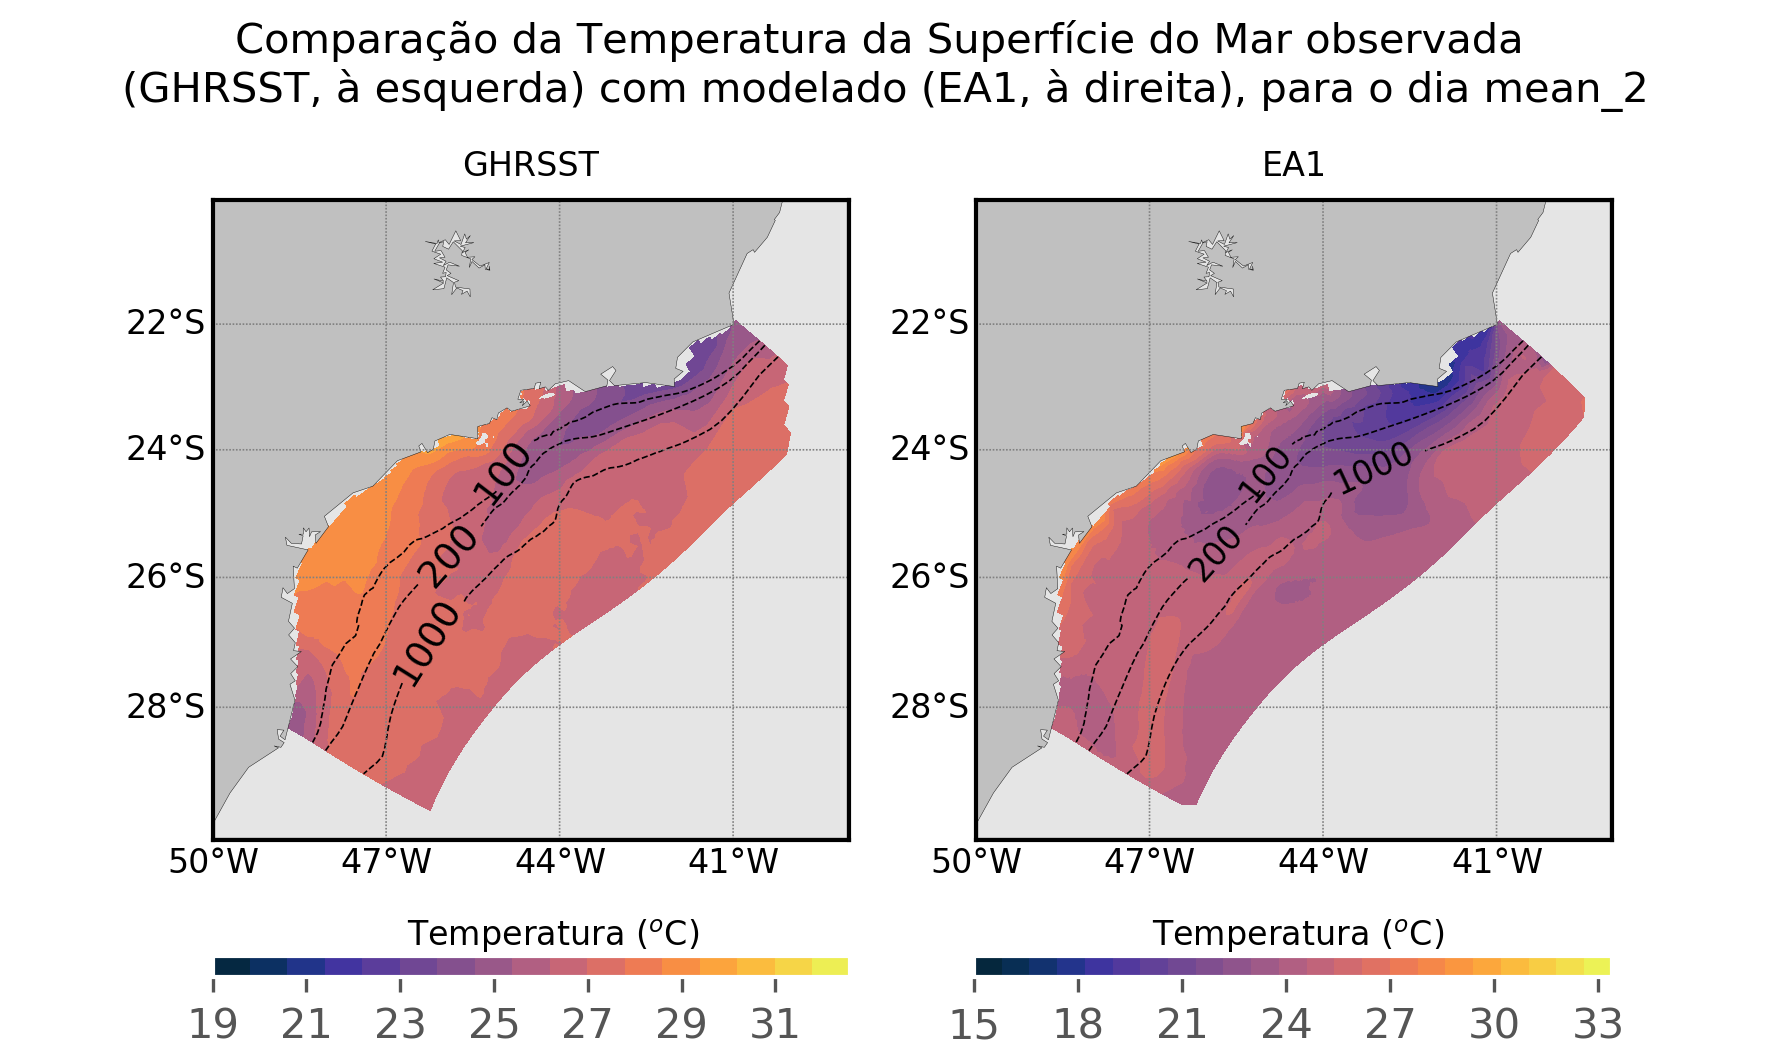 Comparação da Temperatura da Superfície do Mar observada
(GHRSST, à esquerda) com modelado (EA1, à direita), para o dia mean_2
GHRSST
22°S
24°S
26°S
28°S
50°W 47°W 44°W 41°W
100
200
1000
Temperatura (°C)
19 21 23 25 27 29 31
EA1
22°S
24°S
26°S
28°S
50°W 47°W 44°W 41°W
100
1000
200
Temperatura (°C)
15 18 21 24 27 30 33